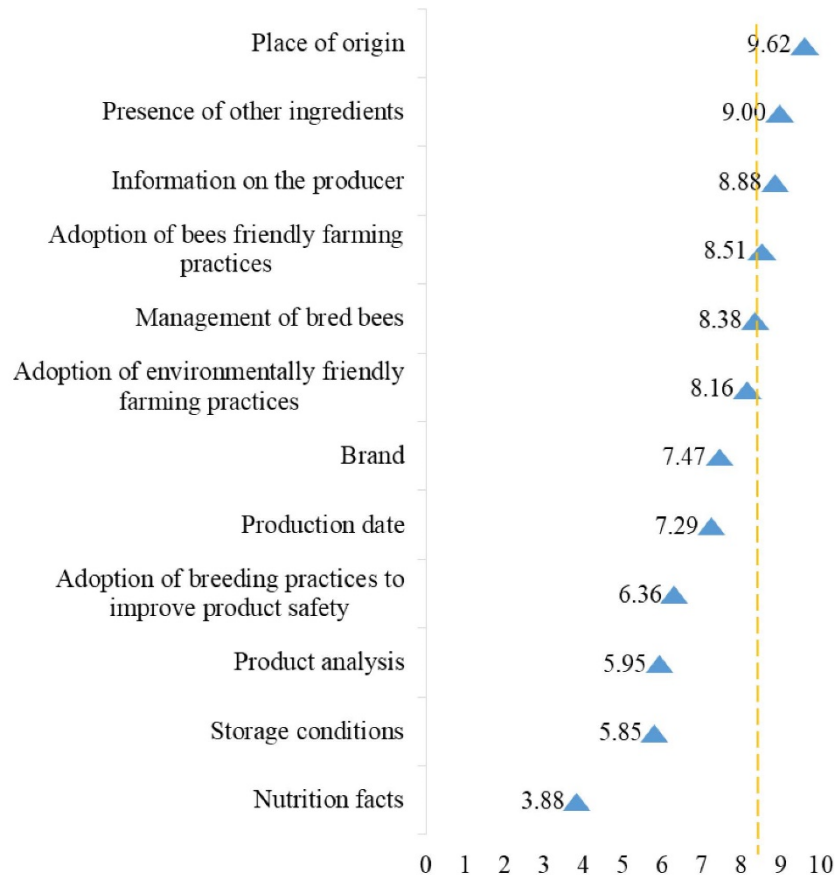 Place of origin 9.62
Presence of other ingredients 9.00
Information on the producer 8.88
Adoption of bees friendly farming
practices 8.51
Management of bred bees 8.38
Adoption of environmentally friendly
farming practices 8.16
Brand 7.47
Production date 7.29
Adoption of breeding practices to
improve product safety 6.36
Product analysis 5.95
Storage conditions 5.85
Nutrition facts 3.88
0 1 2 3 4 5 6 7 8 9 10